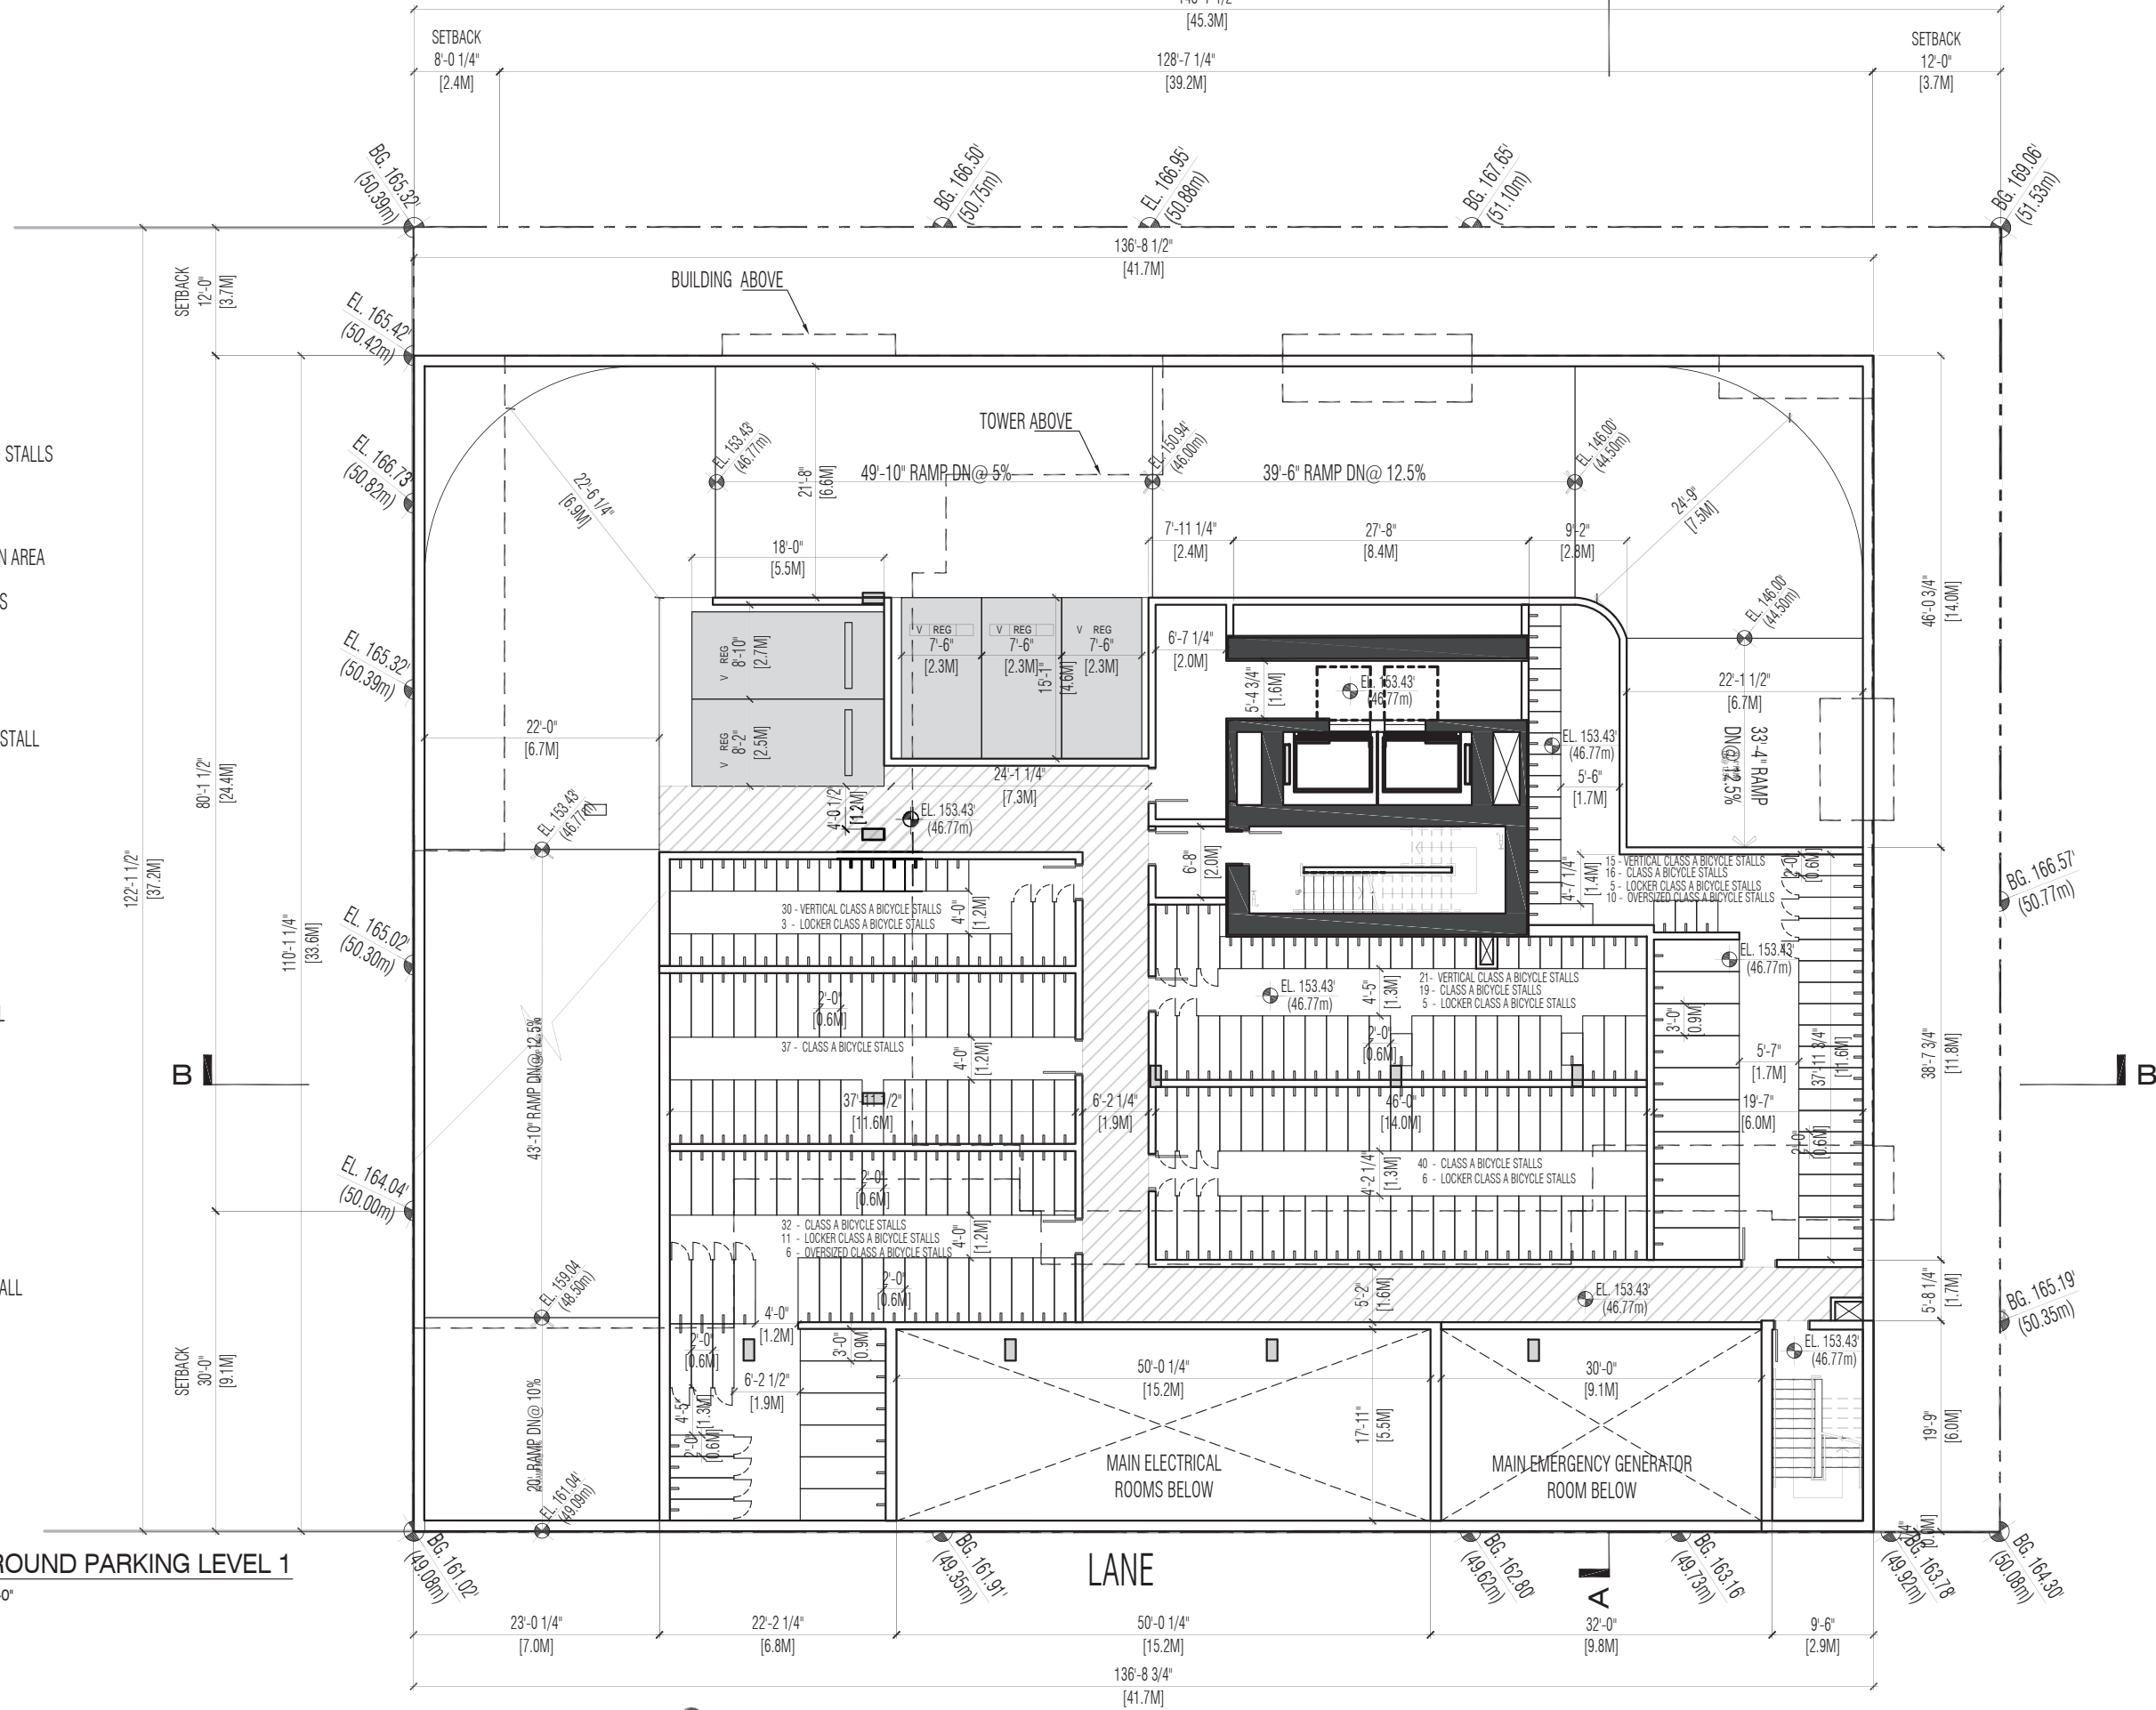 [45.3M]
SETBACK
8'-0 1/4"
[2.4M]
128'-7 1/4"
[39.2M]
SETBACK
12'-0"
[3.7M]
BG. 165.32'
(50.39m)
BG. 166.50'
(50.75m)
EL. 166.95'
(50.88m)
BG. 167.65'
(51.10m)
BG. 169.06'
(51.53m)
136'-8 1/2"
[41.7M]
SETBACK
12'-0"
[3.7M]
BUILDING ABOVE
EL. 165.42'
(50.42m)
TOWER ABOVE
STALLS
EL. 166.73'
(50.82m)
22'-6 1/4"
[6.9M]
EL. 153.43'
(46.77m)
21'-8"
[6.6M]
49'-10" RAMP DN@ 5%
EL. 150.94'
(46.00m)
39'-6" RAMP DN@ 12.5%
EL. 146.00'
(44.50m)
24'-9"
[7.5M]
18'-0"
[5.5M]
7'-11 1/4"
[2.4M]
27'-8"
[8.4M]
9'-2"
[2.8M]
N AREA
S
EL. 146.00'
(44.50m)
46'-0 3/4"
[14.0M]
V REG
8'-10"
[2.7M]
V REG
7'-6"
[2.3M]
V REG
7'-6"
[2.3M]
V REG
7'-6"
[2.3M]
15'-1"
[4.6M]
6'-7 1/4"
[2.0M]
5'-4 3/4"
[1.6M]
EL. 153.43'
(46.77m)
22'-1 1/2"
[6.7M]
EL. 165.32'
(50.39m)
STALL
22'-0"
[6.7M]
V REG
8'-2"
[2.5M]
EL. 153.43'
(46.77m)
5'-6"
[1.7M]
33'-4" RAMP
DN@ 12.5%
80'-1 1/2"
[24.4M]
24'-1 1/4"
[7.3M]
4'-0 1/2"
[1.2M]
EL. 153.43'
(46.77m)
EL. 153.43'
(46.77m)
6'-8"
[2.0M]
4'-7 1/4"
[1.4M]
15 - VERTICAL CLASS A BICYCLE STALLS
16 - CLASS A BICYCLE STALLS
5 - LOCKER CLASS A BICYCLE STALLS
10 - OVERSIZED CLASS A BICYCLE STALLS
2'-0"
[0.6M]
122'-1 1/2"
[37.2M]
BG. 166.57'
(50.77m)
30 - VERTICAL CLASS A BICYCLE STALLS
3 - LOCKER CLASS A BICYCLE STALLS
4'-0"
[1.2M]
110'-1 1/4"
[33.6M]
EL. 165.02'
(50.30m)
EL. 153.43'
(46.77m)
21 - VERTICAL CLASS A BICYCLE STALLS
19 - CLASS A BICYCLE STALLS
5 - LOCKER CLASS A BICYCLE STALLS
4'-5"
[1.3M]
EL. 153.43'
(46.77m)
2'-0"
[0.6M]
3'-0"
[0.9M]
L
37 - CLASS A BICYCLE STALLS
4'-0"
[1.2M]
2'-0"
[0.6M]
5'-7"
[1.7M]
37'-11 3/4"
[11.6M]
38'-7 3/4"
[11.8M]
B
B
43'-10" RAMP DN@ 12.5%
37'-11 1/2"
[11.6M]
6'-2 1/4"
[1.9M]
46'-0"
[14.0M]
19'-7"
[6.0M]
2'-0"
[0.6M]
EL. 164.04'
(50.00m)
2'-0"
[0.6M]
4'-2 1/4"
[1.3M]
40 - CLASS A BICYCLE STALLS
6 - LOCKER CLASS A BICYCLE STALLS
32 - CLASS A BICYCLE STALLS
11 - LOCKER CLASS A BICYCLE STALLS
6 - OVERSIZED CLASS A BICYCLE STALLS
4'-0"
[1.2M]
EL. 159.04
(48.50m)
2'-0"
[0.6M]
5'-2"
[1.6M]
EL. 153.43'
(46.77m)
5'-8 1/4"
[1.7M]
BG. 165.19'
(50.35m)
ALL
4'-0"
[1.2M]
2'-0"
[0.6M]
3'-0"
[0.9M]
EL. 153.43'
(46.77m)
SETBACK
30'-0"
[9.1M]
6'-2 1/2"
[1.9M]
50'-0 1/4"
[15.2M]
30'-0"
[9.1M]
4'-5"
[1.3M]
2'-0"
[0.6M]
17'-11"
[5.5M]
19'-9"
[6.0M]
20' RAMP DN@ 10%
MAIN ELECTRICAL
ROOMS BELOW
MAIN EMERGENCY GENERATOR
ROOM BELOW
EL. 161.04'
(49.09m)
ROUND PARKING LEVEL 1
BG. 161.02'
(49.08m)
BG. 161.91'
(49.35m)
LANE
BG. 162.80'
(49.62m)
A
BG. 163.16'
(49.73m)
BG. 163.78'
(49.92m)
BG. 164.30'
(50.08m)
23'-0 1/4"
[7.0M]
22'-2 1/4"
[6.8M]
50'-0 1/4"
[15.2M]
32'-0"
[9.8M]
9'-6"
[2.9M]
136'-8 3/4"
[41.7M]